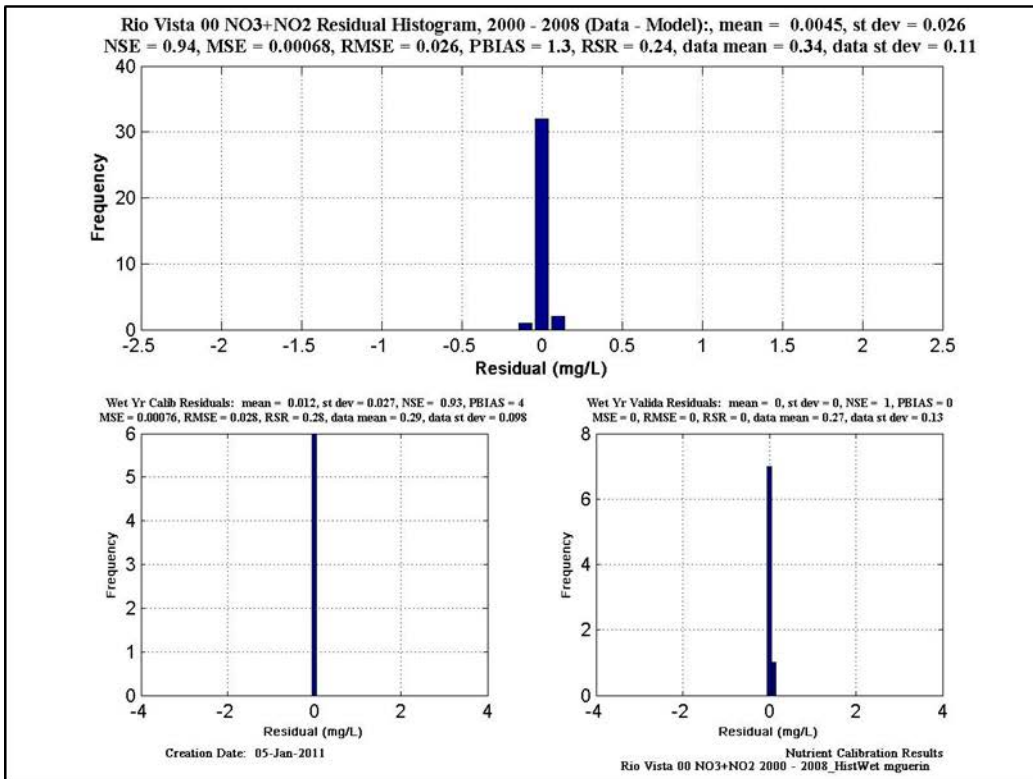 Rio Vista 00 NO3+NO2 Residual Histogram, 2000 - 2008 (Data - Model):, mean = 0.0045, st dev = 0.026
NSE = 0.94, MSE = 0.00068, RMSE = 0.026, PBIAS = 1.3, RSR = 0.24, data mean = 0.34, data st dev = 0.11
40
30
20
10
0
Frequency
-2.5 -2 -1.5 -1 -0.5 0 0.5 1 1.5 2 2.5
Residual (mg/L)
Wet Yr Calib Residuals: mean = 0.012, st dev = 0.027, NSE = 0.93, PBIAS = 4
MSE = 0.00076, RMSE = 0.028, RSR = 0.28, data mean = 0.29, data st dev = 0.098
6
5
4
3
2
1
0
Frequency
-4 -2 0 2 4
Residual (mg/L)
Wet Yr Valida Residuals: mean = 0, st dev = 0, NSE = 1, PBIAS = 0
MSE = 0, RMSE = 0, RSR = 0, data mean = 0.27, data st dev = 0.13
8
6
4
2
0
Frequency
-4 -2 0 2 4
Residual (mg/L)
Creation Date: 05-Jan-2011
Nutrient Calibration Results
Rio Vista 00 NO3+NO2 2000 - 2008_HistWet mguerin